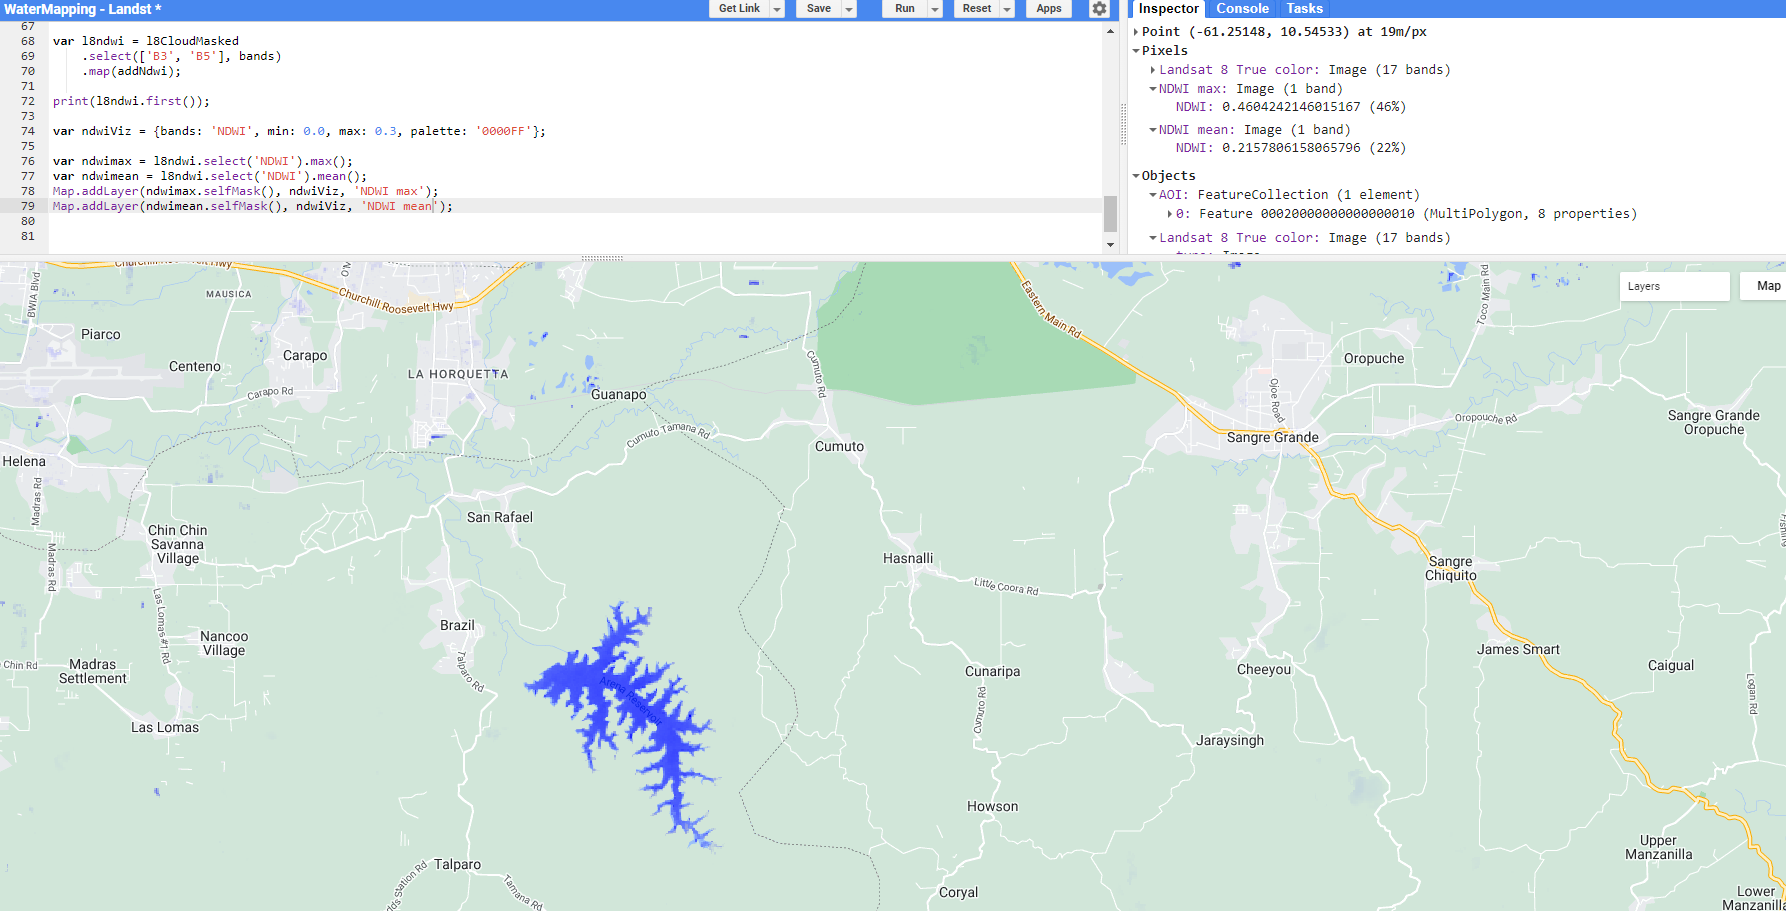 WaterMapping - Landst *
Get Link
Save
Run
Reset
Apps
67
68 var l8ndwi = l8CloudMasked
69 .select(['B3', 'B5'], bands)
70 .map(addNdwi);
71
72 print(l8ndwi.first());
73
74 var ndwiViz = {bands: 'NDWI', min: 0.0, max: 0.3, palette: '0000FF'};
75
76 var ndwimax = l8ndwi.select('NDWI').max();
77 var ndwimean = l8ndwi.select('NDWI').mean();
78 Map.addLayer(ndwimax.selfMask(), ndwiViz, 'NDWI max');
79 Map.addLayer(ndwimean.selfMask(), ndwiViz, 'NDWI mean');
80
81
Inspector Console Tasks
Point (-61.25148, 10.54533) at 19m/px
Pixels
Landsat 8 True color: Image (17 bands)
NDWI max: Image (1 band)
NDWI: 0.4604242146015167 (46%)
NDWI mean: Image (1 band)
NDWI: 0.2157806158065796 (22%)
Objects
AOI: FeatureCollection (1 element)
0: Feature 00020000000000000010 (MultiPolygon, 8 properties)
Landsat 8 True color: Image (17 bands)
Layers
Map
Churchill Roosevelt Hwy
BWIA Blvd
MAUSICA
Churchill Roosevelt Hwy
Eastern Main Rd
Toco Main Rd
Piarco
Centeno
Carapo
Carapo Rd
LA HORQUETTA
Guanapo
Cumuto Rd
Oropuche
Ojoe Road
Oropouche Rd
Sangre Grande
Oropuche
Sangre Grande
Cumuto Tamana Rd
Cumuto
Helena
Madras Rd
San Rafael
Chin Chin
Savanna
Village
Madras Rd
Hasnalli
Little Coora Rd
Sangre
Chiquito
Las Lomas #1 Rd
Brazil
Nancoo
Village
Chin Rd
Madras
Settlement
Talparo Rd
Arena Reservoir
Cunaripa
Cumuto Rd
Cheeyou
James Smart
Caigual
Logan Rd
Las Lomas
Jaraysingh
Howson
Upper
Manzanilla
Talparo
Tamana Rd
Station Rd
Coryal
Lower
Manzanilla